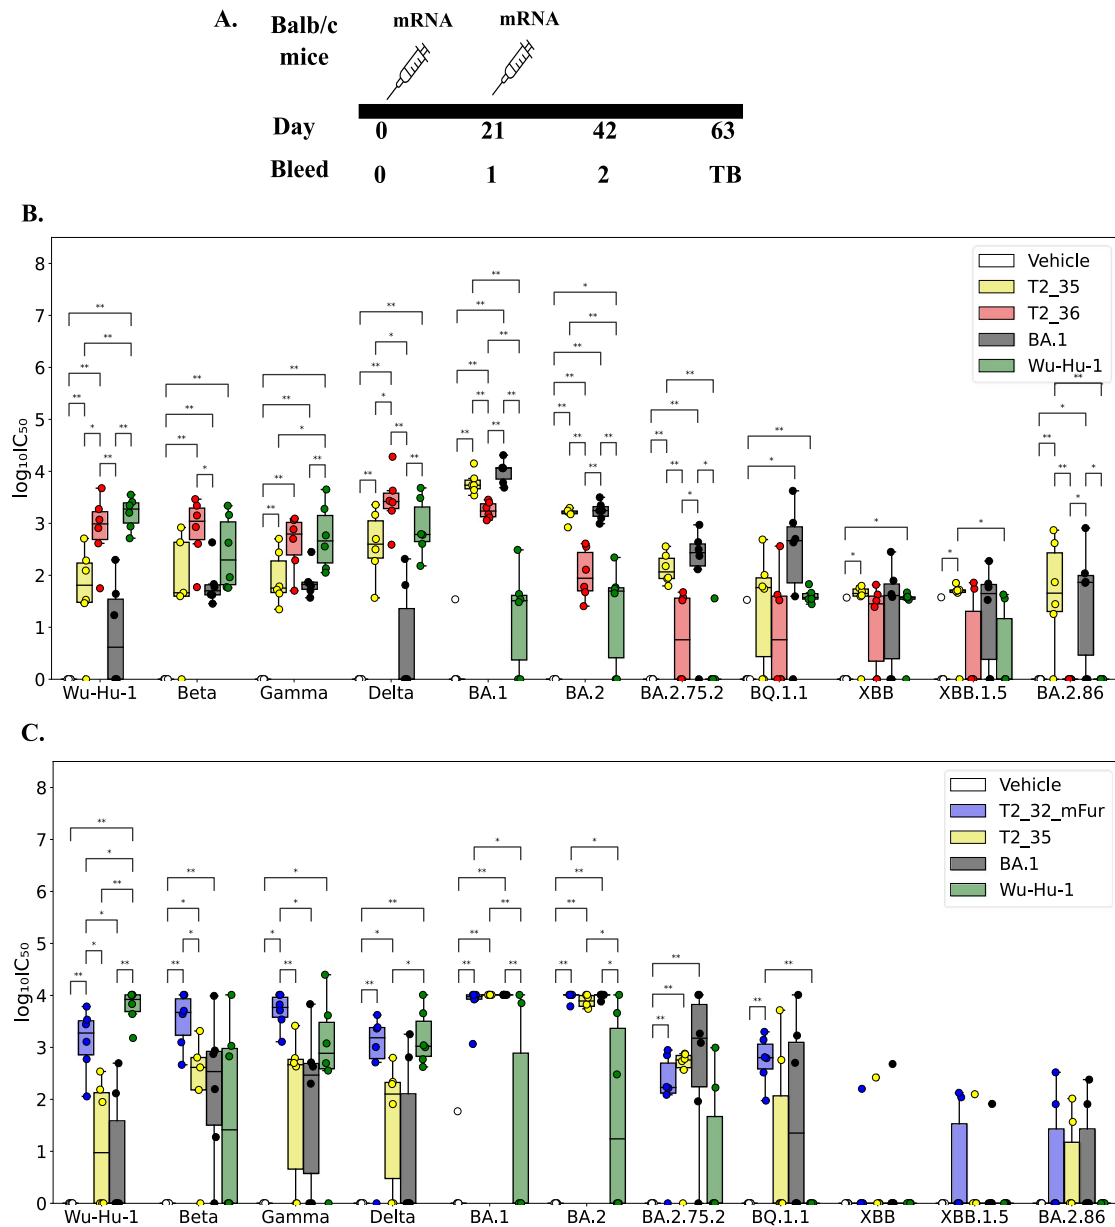 A.
Balb/c
mice
mRNA
mRNA
Day
0
21
42
63
Bleed
0
1
2
TB
B.
log₁₀IC₅₀
8
7
6
5
4
3
2
1
0
Vehicle
T2_35
T2_36
BA.1
Wu-Hu-1
** ** ** ** * ** **
** ** ** *
** ** ** * ** **
** ** ** * * ** **
** ** ** ** ** ** ** **
* ** ** ** ** ** ** **
** ** ** ** * *
** *
* *
* *
** * ** ** * *
Wu-Hu-1 Beta Gamma Delta BA.1 BA.2 BA.2.75.2 BQ.1.1 XBB XBB.1.5 BA.2.86
C.
log₁₀IC₅₀
8
7
6
5
4
3
2
1
0
Vehicle
T2_32_mFur
T2_35
BA.1
Wu-Hu-1
** * ** * * ** **
** * * **
* * * **
** * * **
* ** ** ** **
* ** ** * ** *
** ** **
** **
Wu-Hu-1 Beta Gamma Delta BA.1 BA.2 BA.2.75.2 BQ.1.1 XBB XBB.1.5 BA.2.86